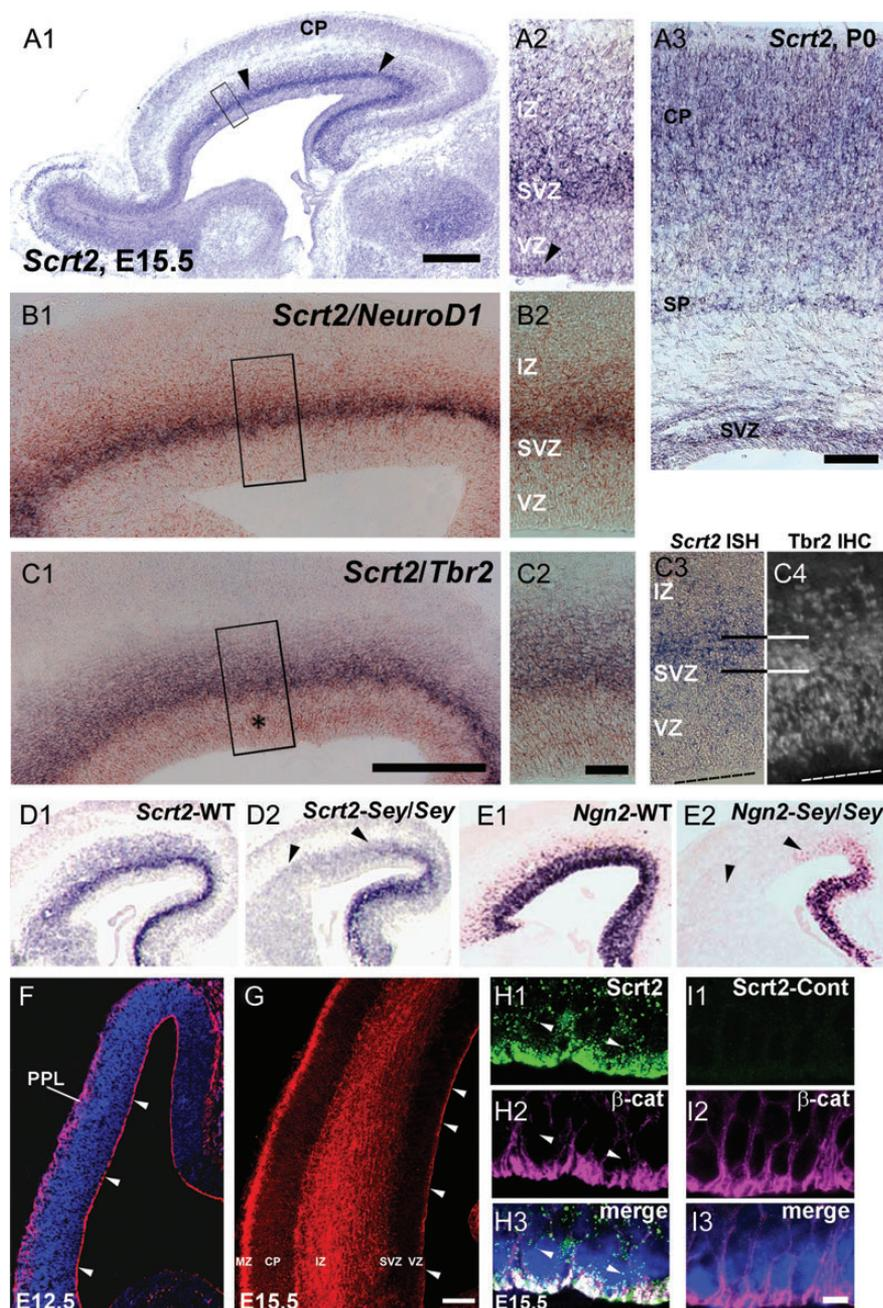 A1
CP
Scrt2, E15.5
A2
IZ
SVZ
VZ
A3
Scrt2, P0
CP
SP
SVZ
B1
Scrt2/NeuroD1
B2
IZ
SVZ
VZ
C1
Scrt2/Tbr2
*
C2
Scrt2 ISH
C3
IZ
SVZ
VZ
Tbr2 IHC
C4
D1
Scrt2-WT
D2
Scrt2-Sey/Sey
E1
Ngn2-WT
E2
Ngn2-Sey/Sey
F
PPL
E12.5
G
MZ CP IZ SVZ VZ
E15.5
H1
Scrt2
H2
β-cat
H3
merge
E15.5
I1
Scrt2-Cont
I2
β-cat
I3
merge